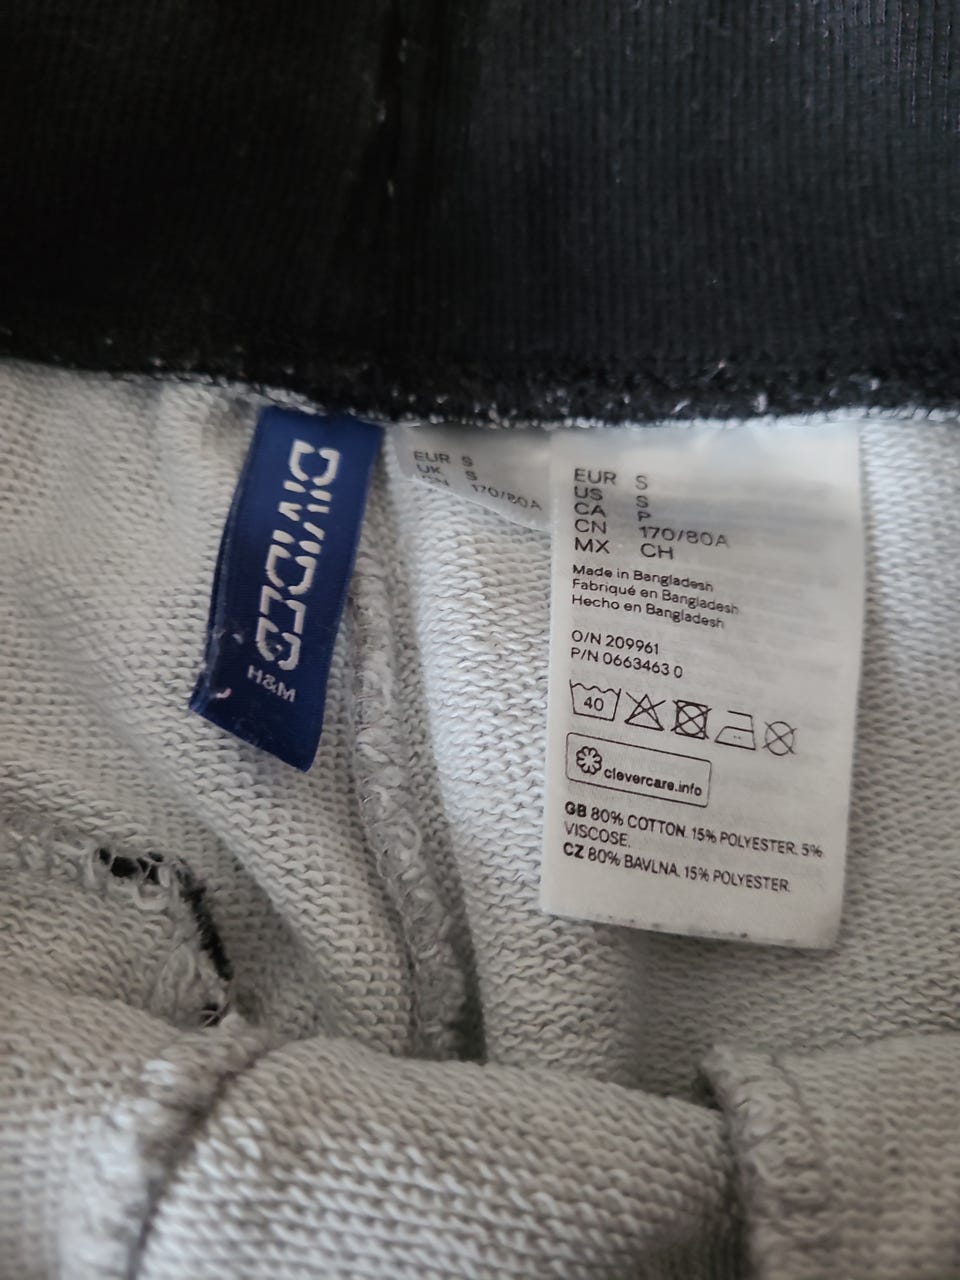 DIVIDED
H&M
EUR S
UK S
CN 170/80A
EUR S
US S
CA P
CN 170/80A
MX CH
Made in Bangladesh
Fabriqué en Bangladesh
Hecho en Bangladesh
O/N 209961
P/N 0663463 0
40
clevercare.info
GB 80% COTTON. 15% POLYESTER. 5%
VISCOSE.
CZ 80% BAVLNA. 15% POLYESTER.